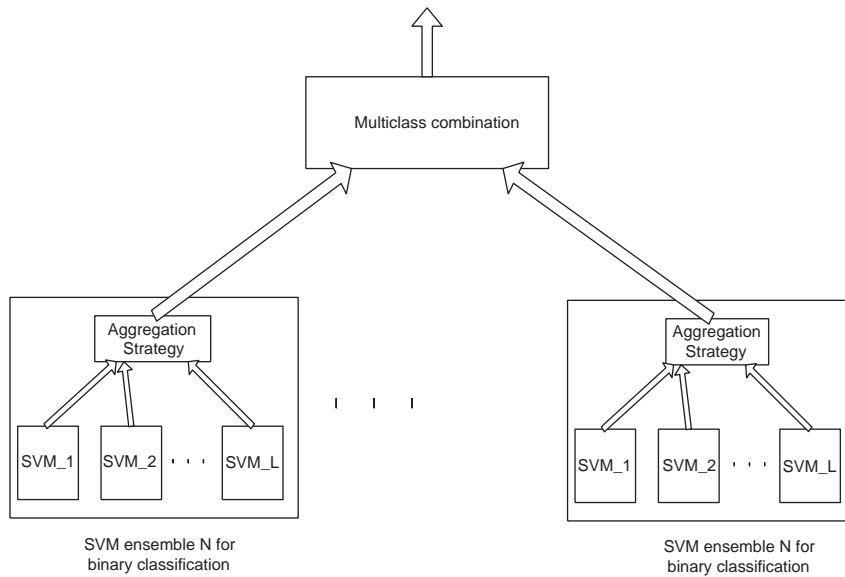 Multiclass combination
Aggregation
Strategy
SVM_1
SVM_2
SVM_L
SVM ensemble N for
binary classification
Aggregation
Strategy
SVM_1
SVM_2
SVM_L
SVM ensemble N for
binary classification